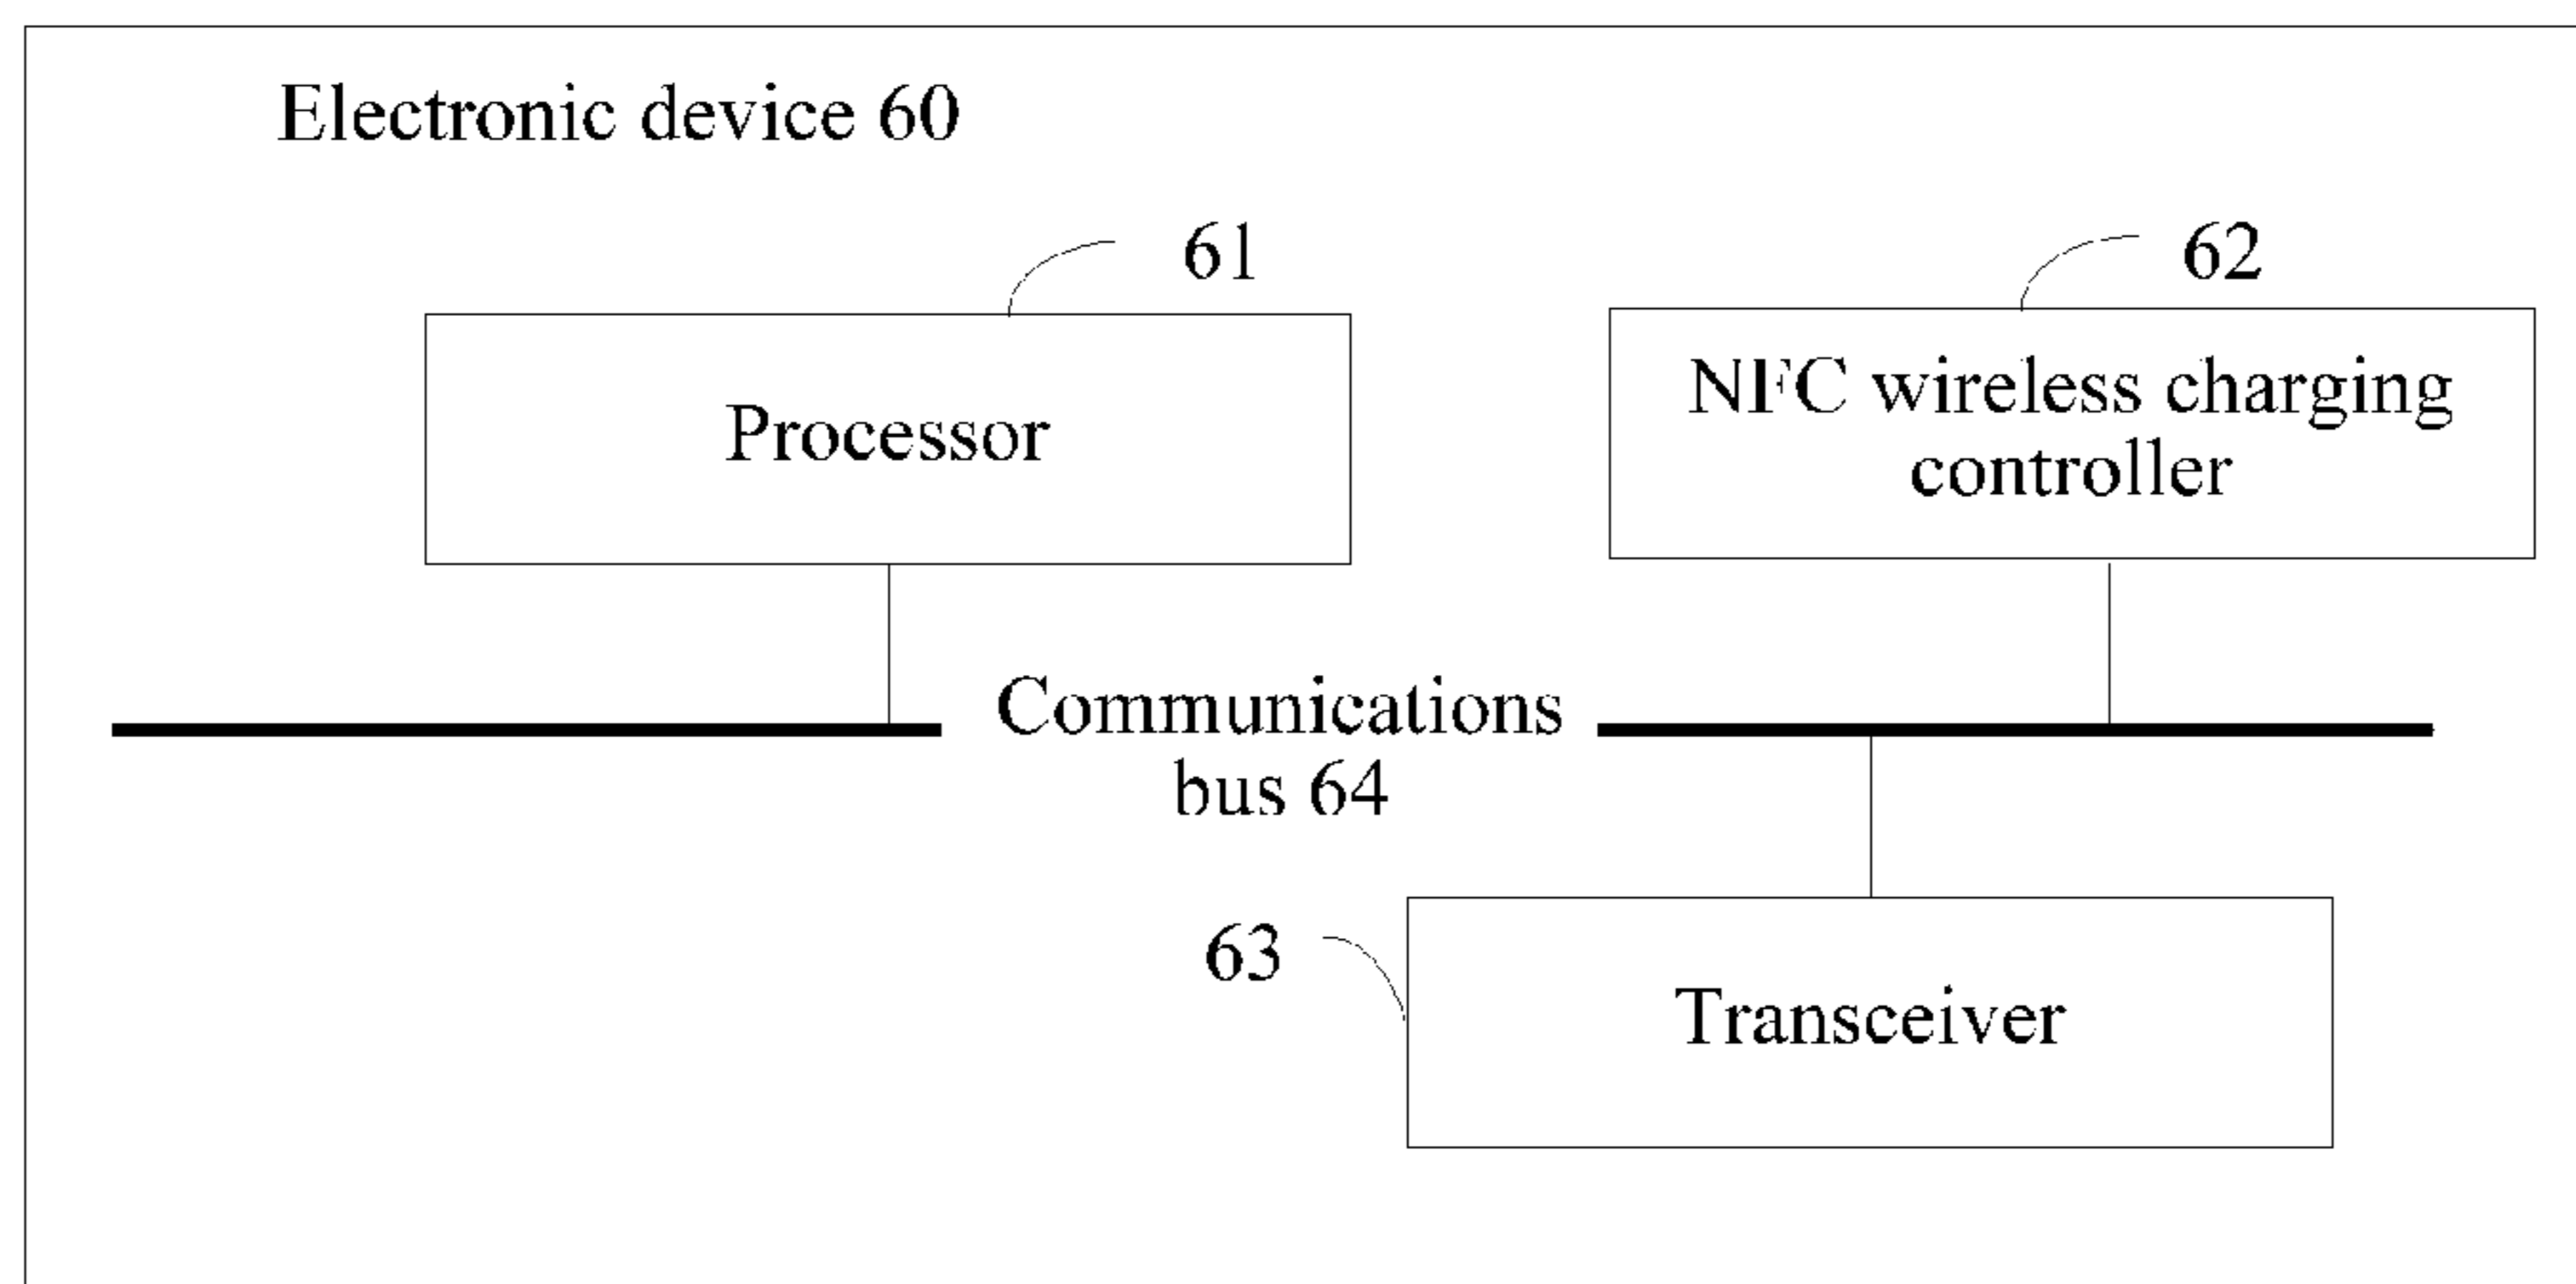 Electronic device 60
61
62
Processor
NFC wireless charging
controller
Communications
bus 64
63
Transceiver